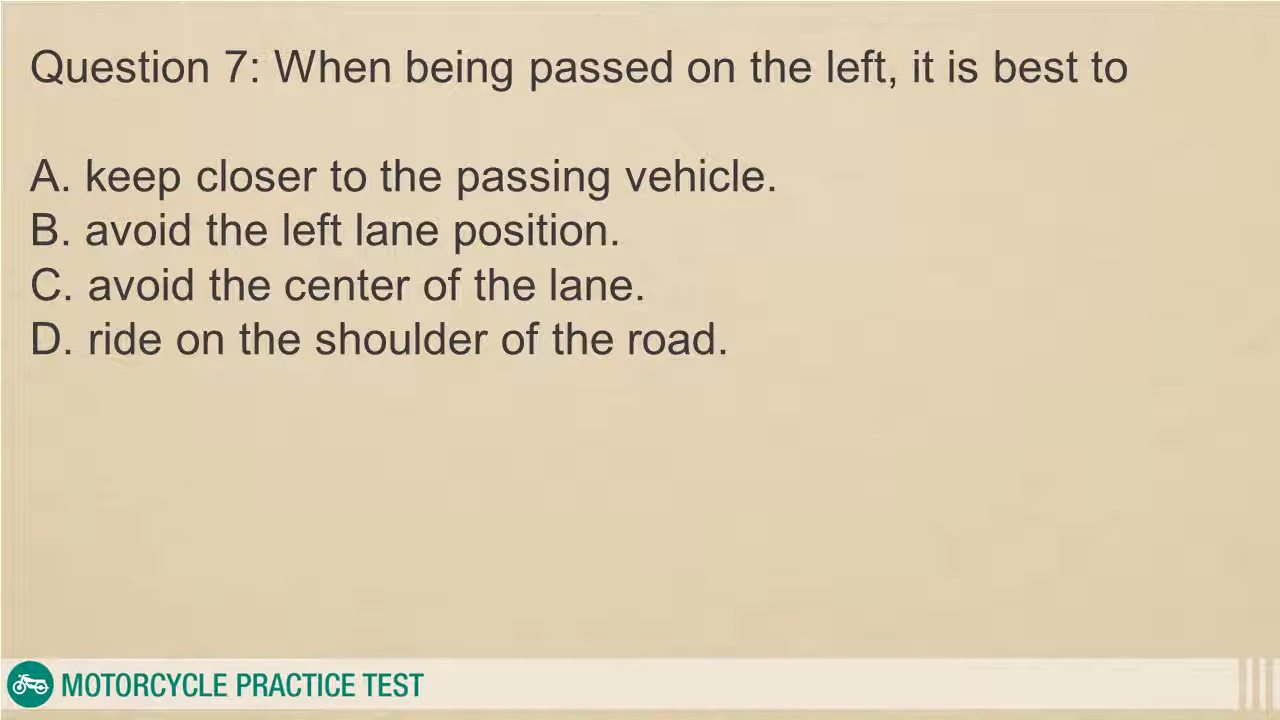 Question 7: When being passed on the left, it is best to
A. keep closer to the passing vehicle.
B. avoid the left lane position.
C. avoid the center of the lane.
D. ride on the shoulder of the road.
MOTORCYCLE PRACTICE TEST